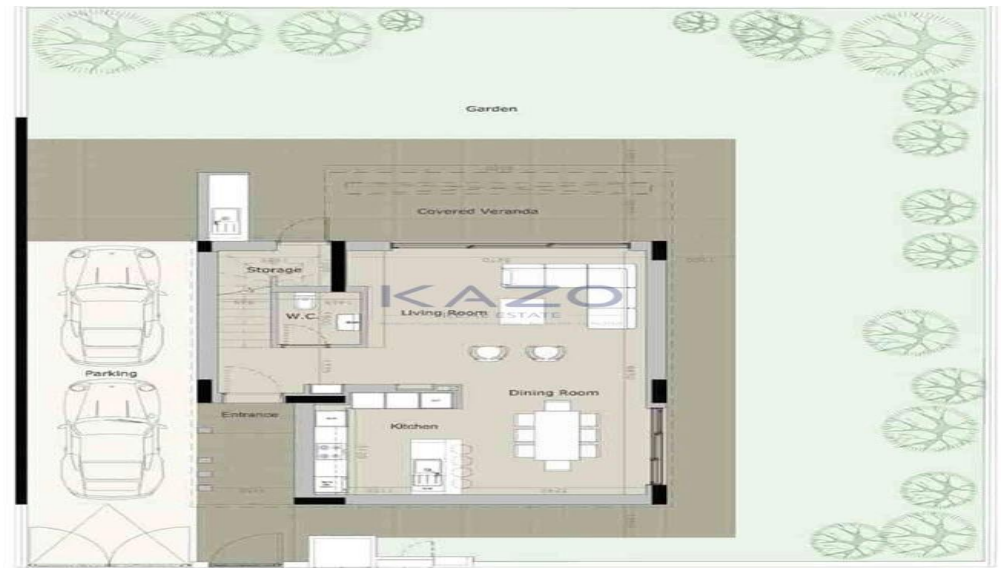 Garden
Covered Veranda
Storage
KAZO
W.C.
Living Room
ESTATE
Parking
Dining Room
Entrance
Kitchen